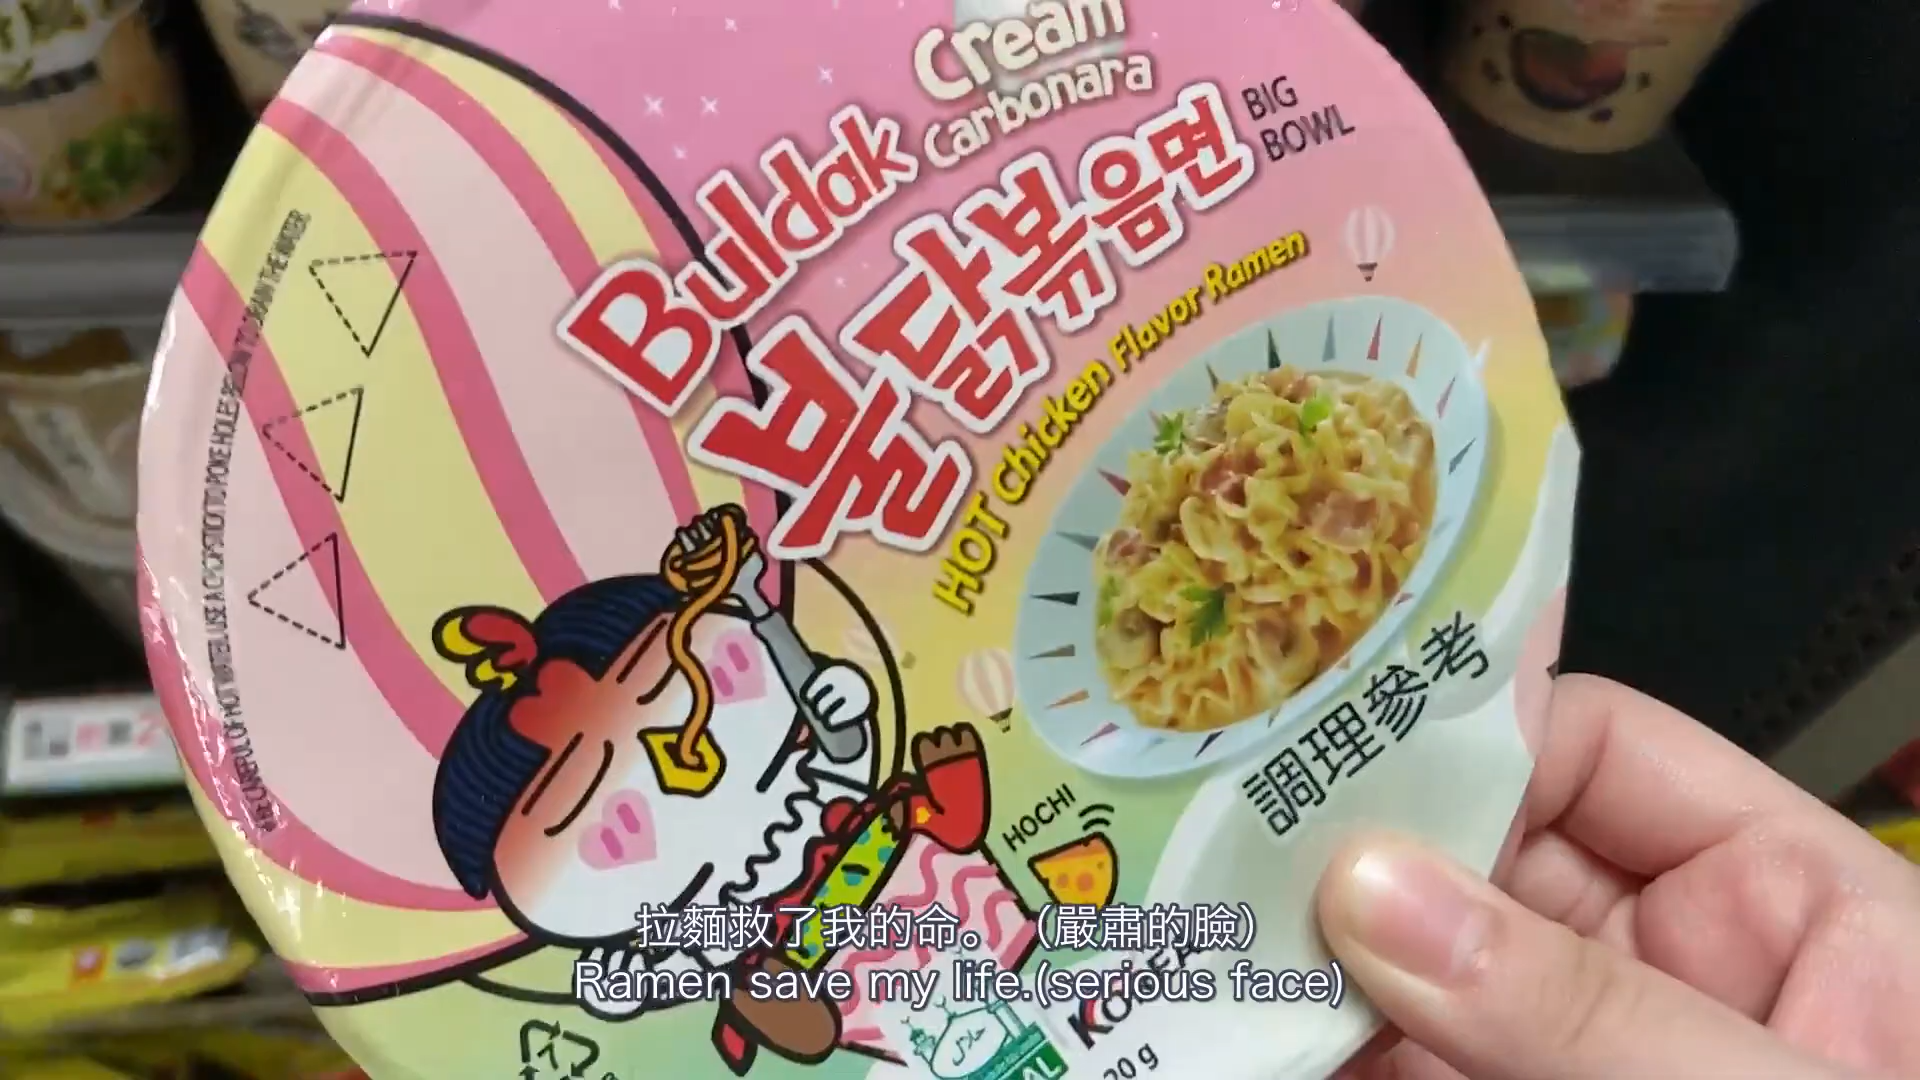 Cream
Carbonara
BIG
BOWL
Buldak
불닭볶음면
HOT Chicken Flavor Ramen
調理參考
HOCHI
拉麵救了我的命。（嚴肅的臉）
Ramen save my life.(serious face)